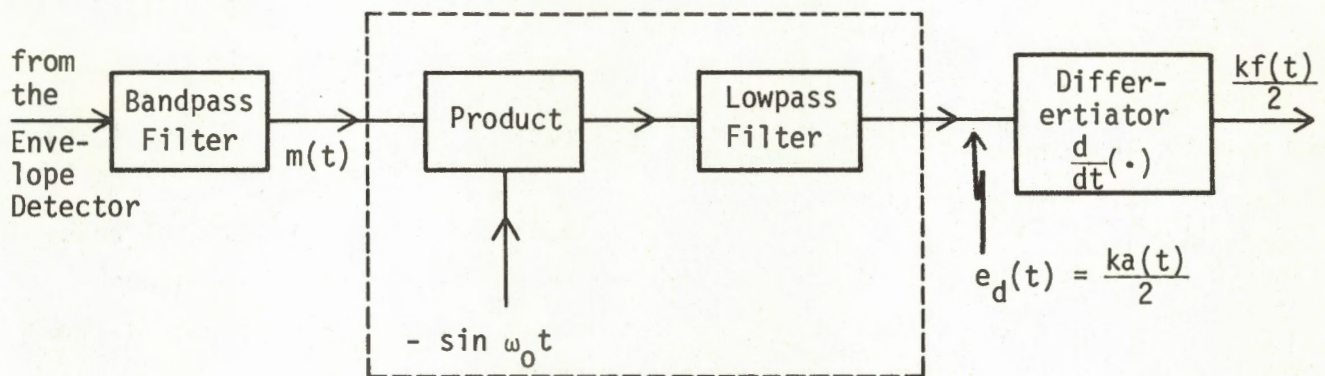 from
the
Enve-
lope
Detector
Bandpass
Filter
m(t)
Product
- sin ω₀t
Lowpass
Filter
e_d(t) = ka(t)/2
Differ-
ertiator
d/dt(·)
kf(t)/2